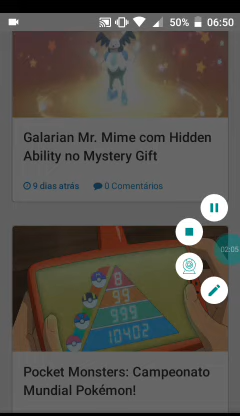 50% 06:50
Galarian Mr. Mime com Hidden
Ability no Mystery Gift
9 dias atrás 0 Comentários
02:05
8
99
999
10402
Pocket Monsters: Campeonato
Mundial Pokémon!